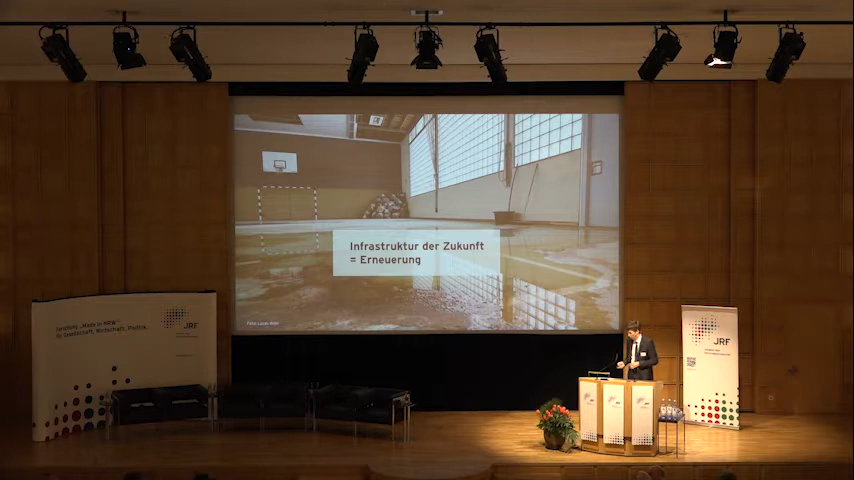 Infrastruktur der Zukunft
= Erneuerung
Forschung „Made in NRW“
für Gesellschaft, Wirtschaft, Politik.
JRF
JRF